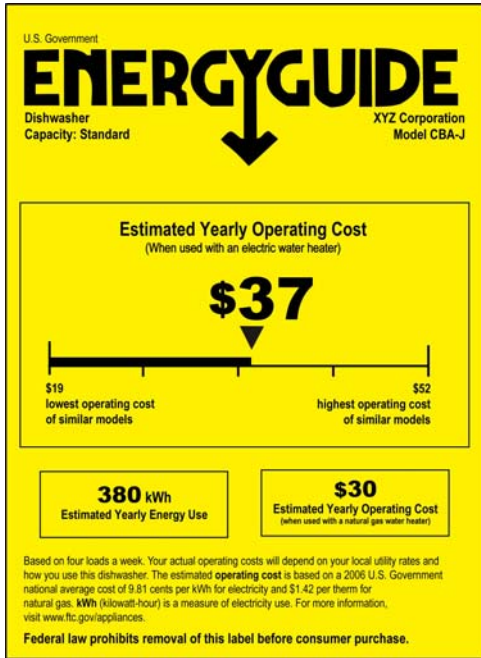 U.S. Government
ENERGYGUIDE
Dishwasher
Capacity: Standard
XYZ Corporation
Model CBA-J
Estimated Yearly Operating Cost
(When used with an electric water heater)
$37
$19
lowest operating cost
of similar models
$52
highest operating cost
of similar models
380 kWh
Estimated Yearly Energy Use
$30
Estimated Yearly Operating Cost
(when used with a natural gas water heater)
Based on four loads a week. Your actual operating costs will depend on your local utility rates and
how you use this dishwasher. The estimated operating cost is based on a 2006 U.S. Government
national average cost of 9.81 cents per kWh for electricity and $1.42 per therm for
natural gas. kWh (kilowatt-hour) is a measure of electricity use. For more information,
visit www.ftc.gov/appliances.
Federal law prohibits removal of this label before consumer purchase.